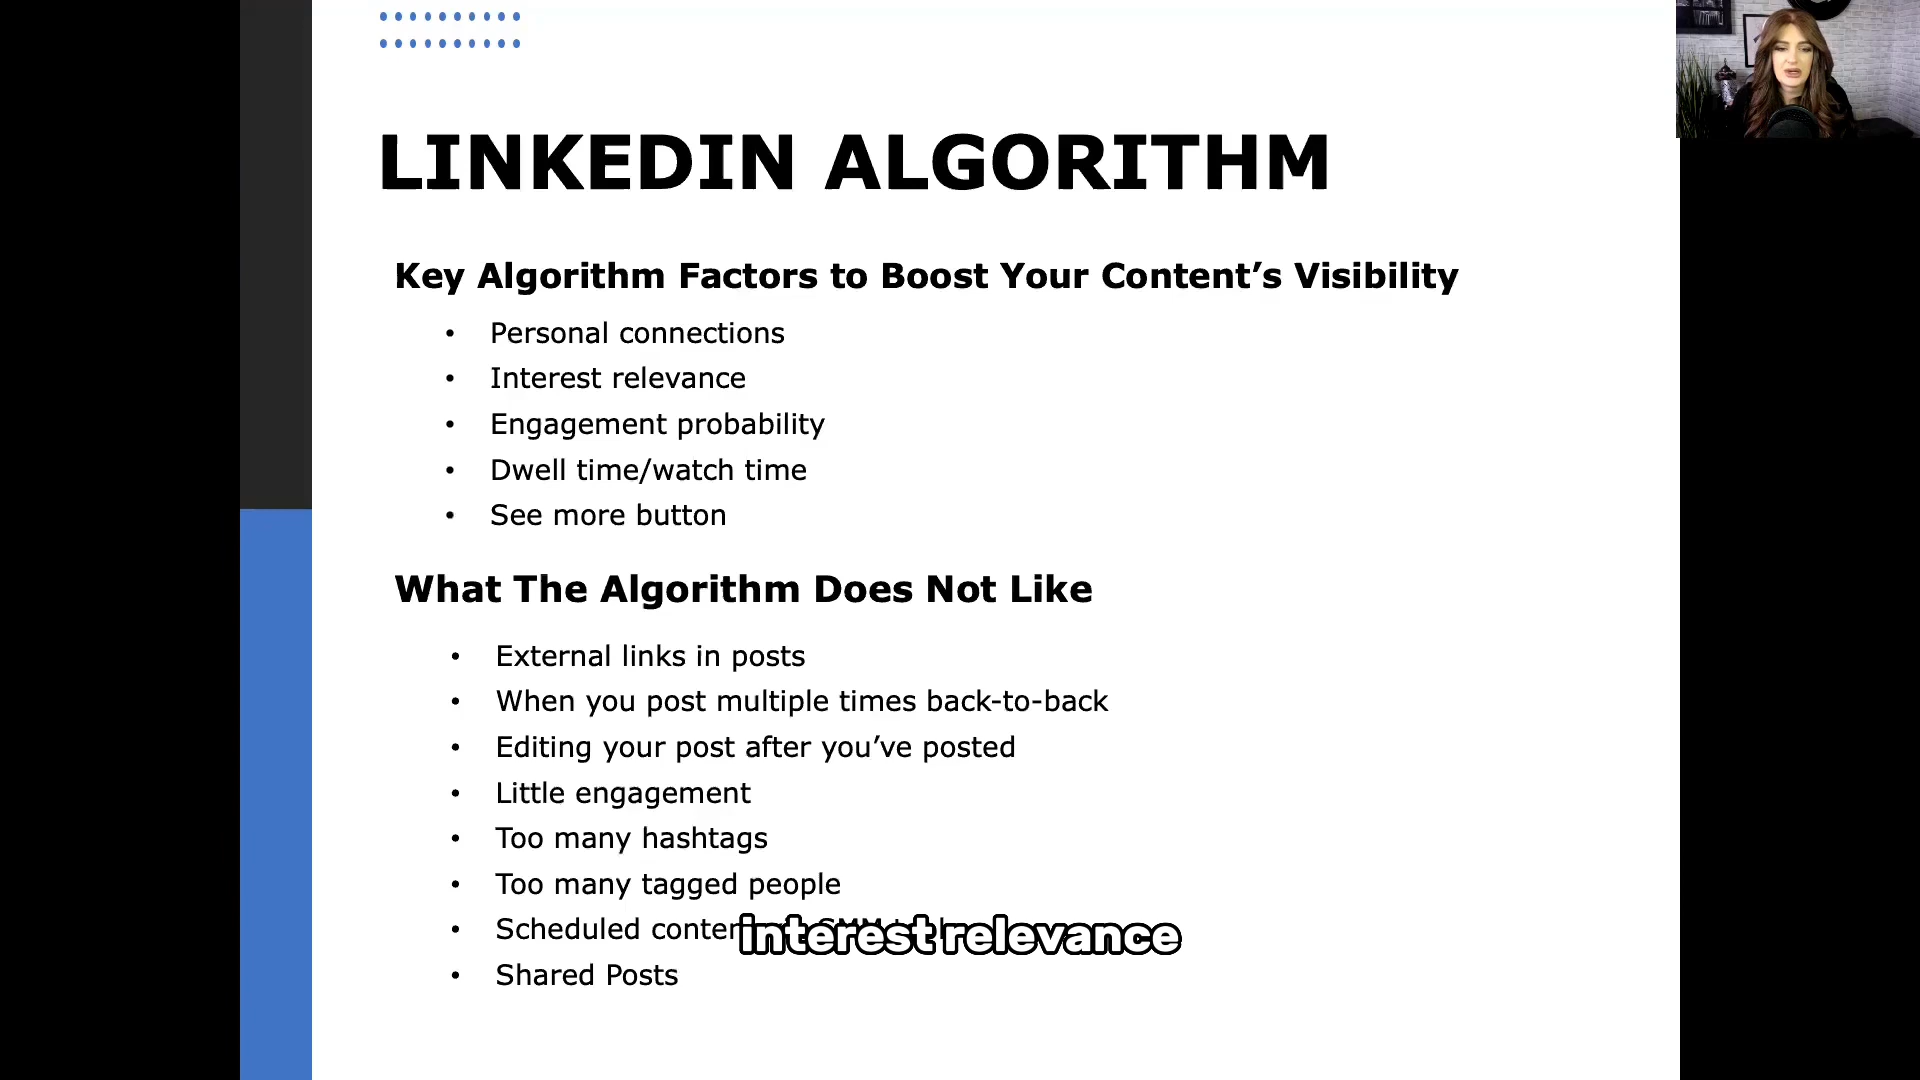 LINKEDIN ALGORITHM
Key Algorithm Factors to Boost Your Content’s Visibility
• Personal connections
• Interest relevance
• Engagement probability
• Dwell time/watch time
• See more button
What The Algorithm Does Not Like
• External links in posts
• When you post multiple times back-to-back
• Editing your post after you’ve posted
• Little engagement
• Too many hashtags
• Too many tagged people
• Scheduled
interest relevance
• Shared Posts